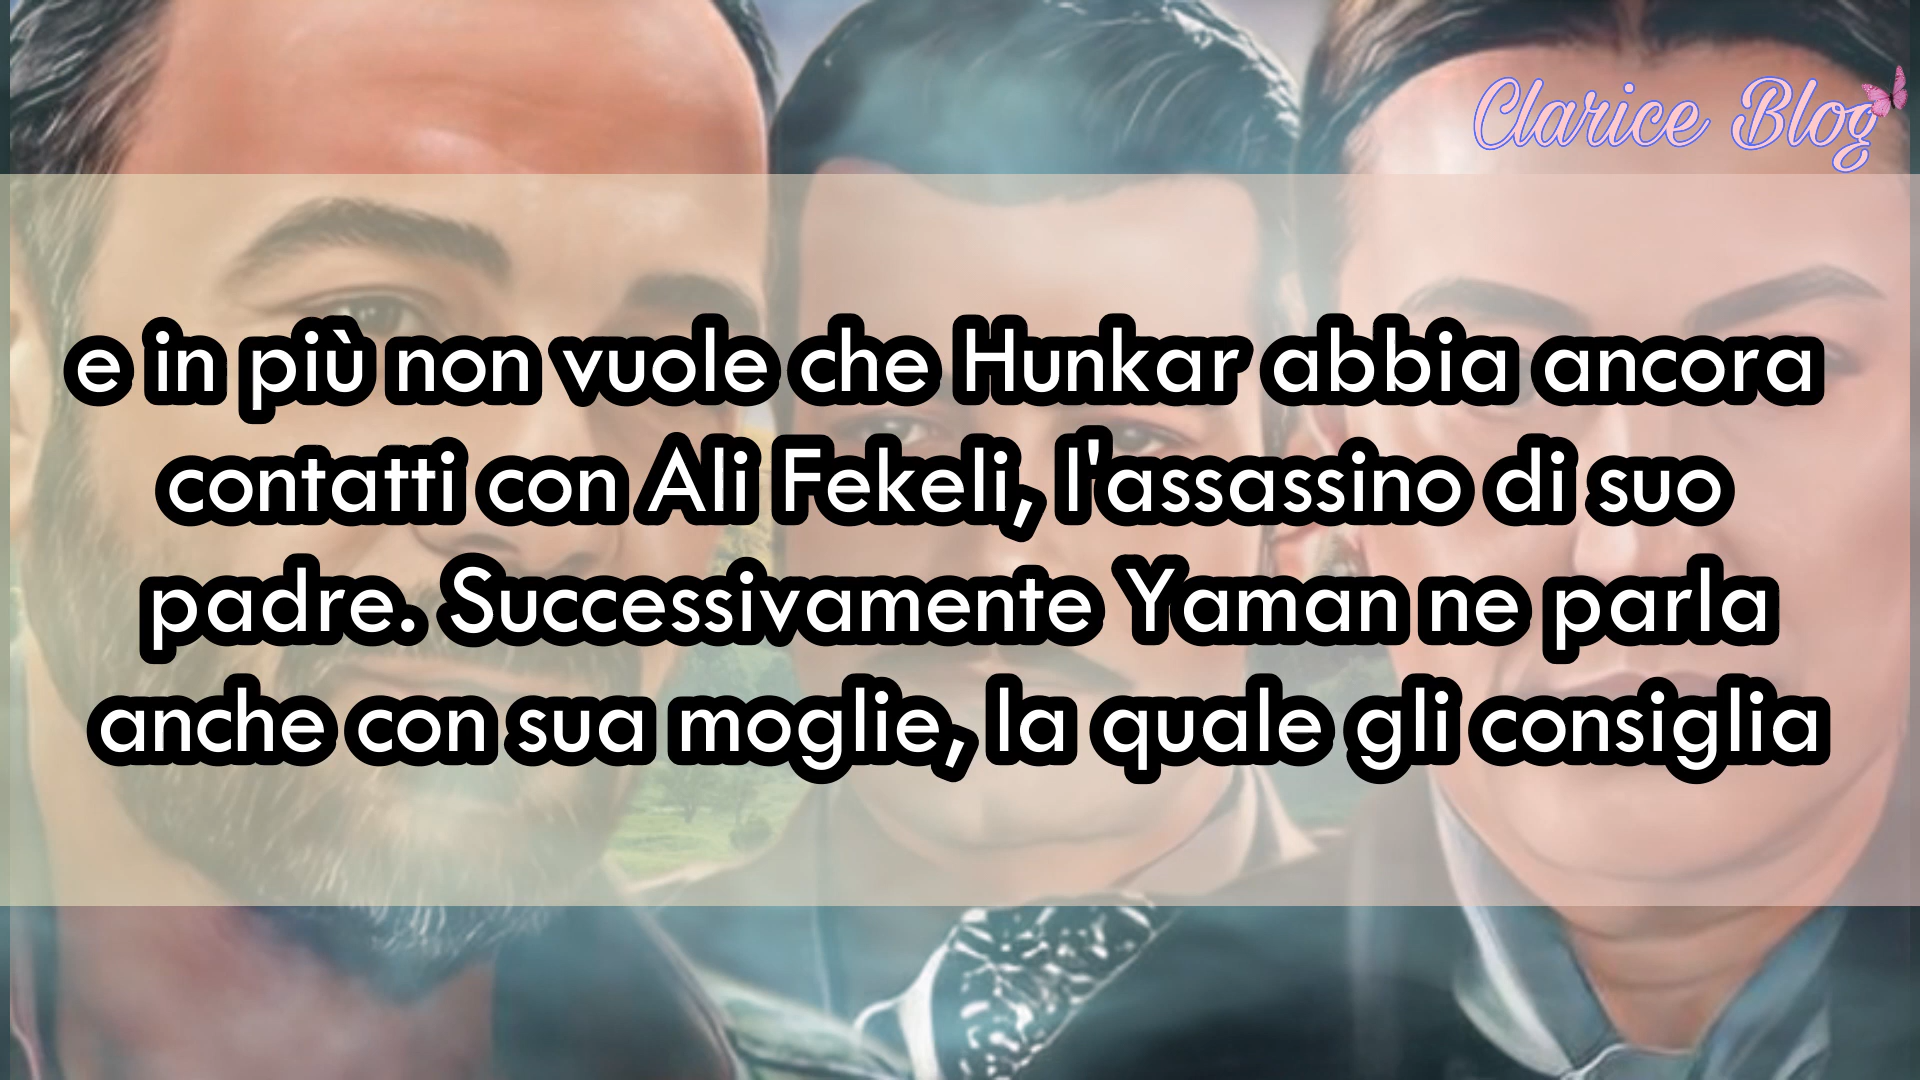 Clarice Blog
e in più non vuole che Hunkar abbia ancora
contatti con Ali Fekeli, l'assassino di suo
padre. Successivamente Yaman ne parla
anche con sua moglie, la quale gli consiglia